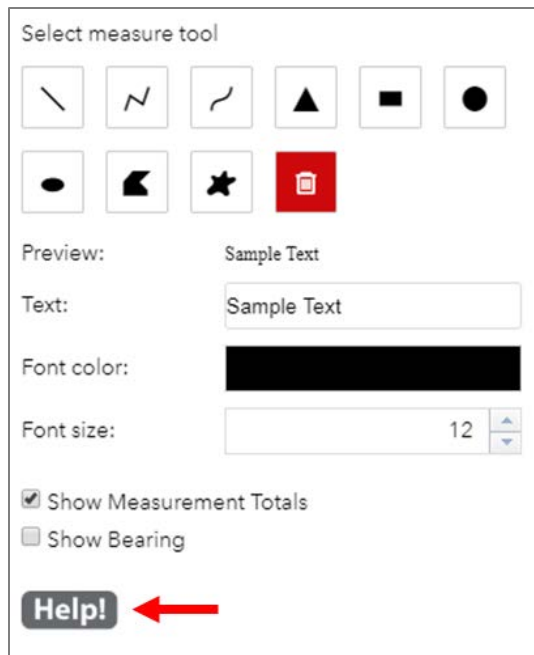 Select measure tool
Preview: Sample Text
Text: Sample Text
Font color:
Font size: 12
Show Measurement Totals
Show Bearing
Help!